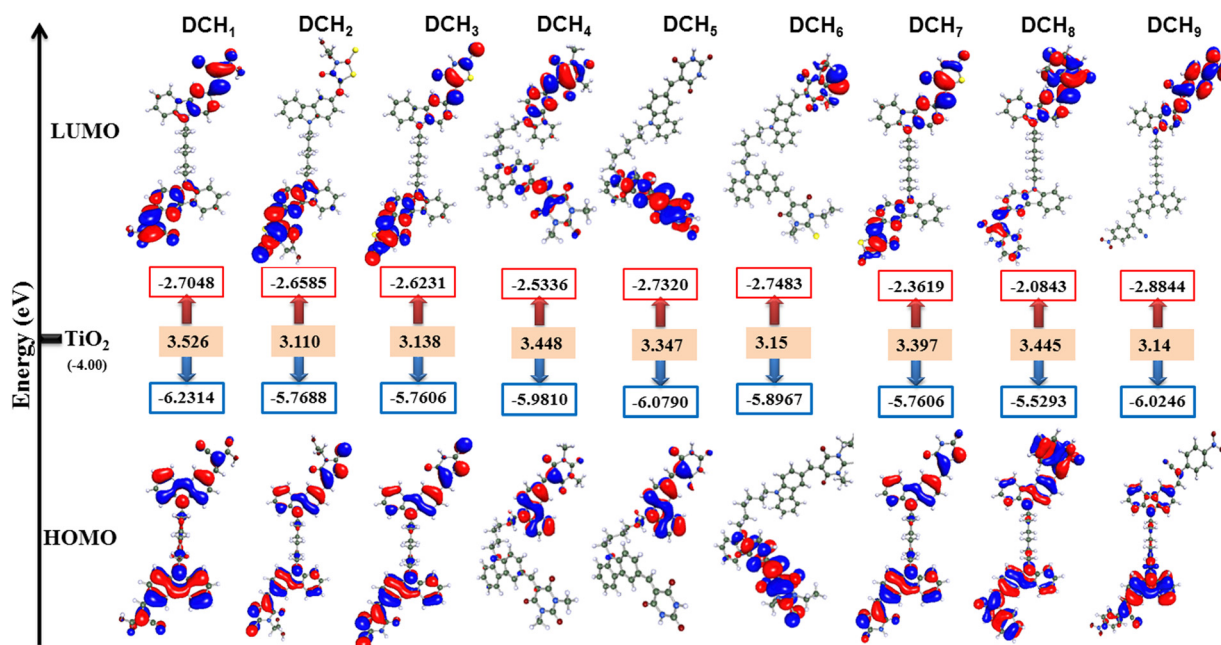 DCH1 DCH2 DCH3 DCH4 DCH5 DCH6 DCH7 DCH8 DCH9
LUMO
-2.7048 -2.6585 -2.6231 -2.5336 -2.7320 -2.7483 -2.3619 -2.0843 -2.8844
Energy (eV)
TiO2 3.526 3.110 3.138 3.448 3.347 3.15 3.397 3.445 3.14
(-4.00)
-6.2314 -5.7688 -5.7606 -5.9810 -6.0790 -5.8967 -5.7606 -5.5293 -6.0246
HOMO